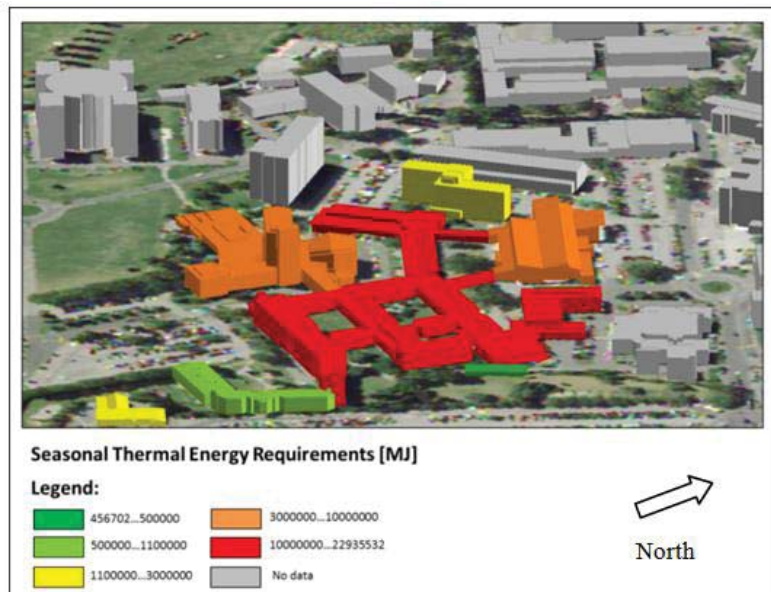 Seasonal Thermal Energy Requirements [MJ]
Legend:
456702...500000
3000000...10000000
500000...1100000
10000000...22935532
1100000...3000000
No data
North